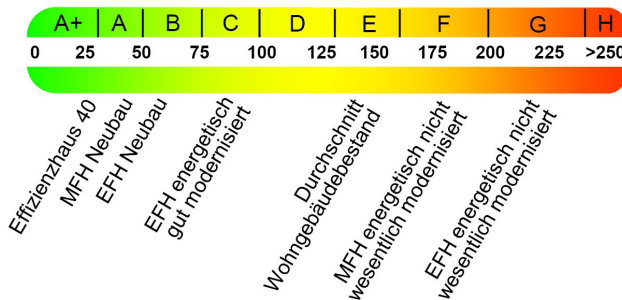 A+ A B C D E F G H
0 25 50 75 100 125 150 175 200 225 >250
Effizienzhaus 40
MFH Neubau
EFH Neubau
EFH energetisch
gut modernisiert
Durchschnitt
Wohngebäudebestand
MFH energetisch nicht
wesentlich modernisiert
EFH energetisch nicht
wesentlich modernisiert